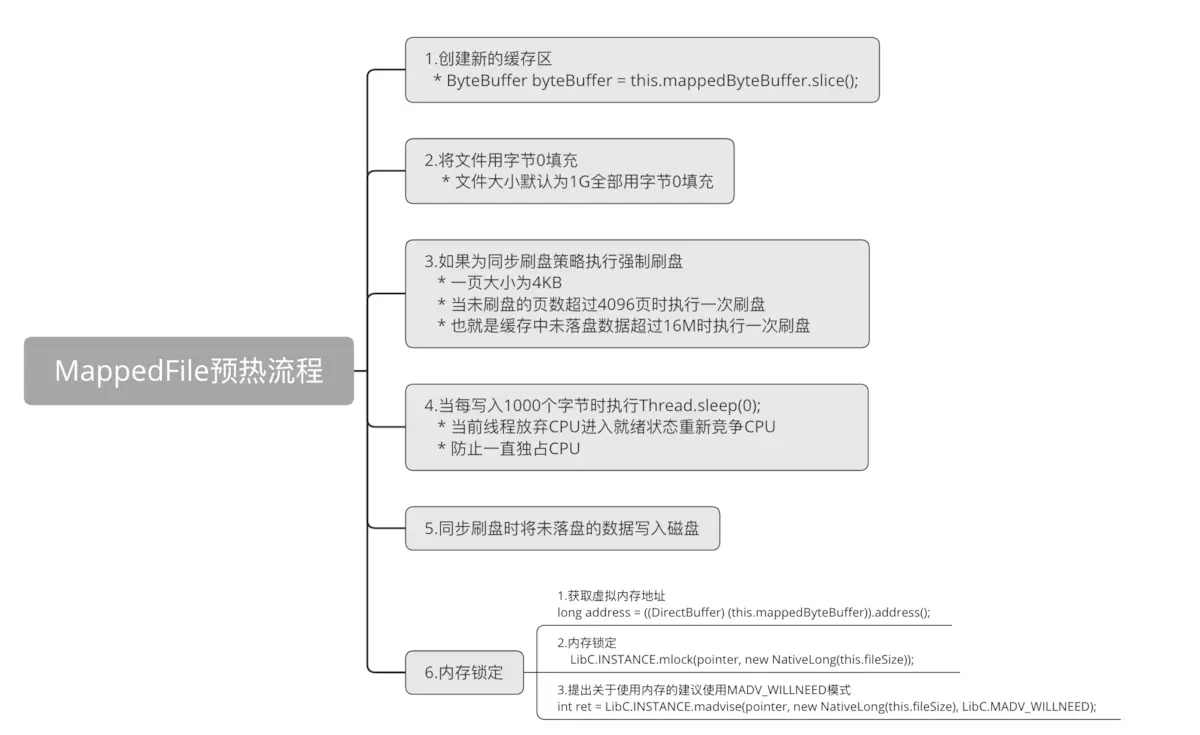 MappedFile预热流程
1.创建新的缓存区
* ByteBuffer byteBuffer = this.mappedByteBuffer.slice();
2.将文件用字节0填充
* 文件大小默认为1G全部用字节0填充
3.如果为同步刷盘策略执行强制刷盘
* 一页大小为4KB
* 当未刷盘的页数超过4096页时执行一次刷盘
* 也就是缓存中未落盘数据超过16M时执行一次刷盘
4.当每写入1000个字节时执行Thread.sleep(0);
* 当前线程放弃CPU进入就绪状态重新竞争CPU
* 防止一直独占CPU
5.同步刷盘时将未落盘的数据写入磁盘
6.内存锁定
1.获取虚拟内存地址
long address = ((DirectBuffer) (this.mappedByteBuffer)).address();
2.内存锁定
LibC.INSTANCE.mlock(pointer, new NativeLong(this.fileSize));
3.提出关于使用内存的建议使用MADV_WILLNEED模式
int ret = LibC.INSTANCE.madvise(pointer, new NativeLong(this.fileSize), LibC.MADV_WILLNEED);